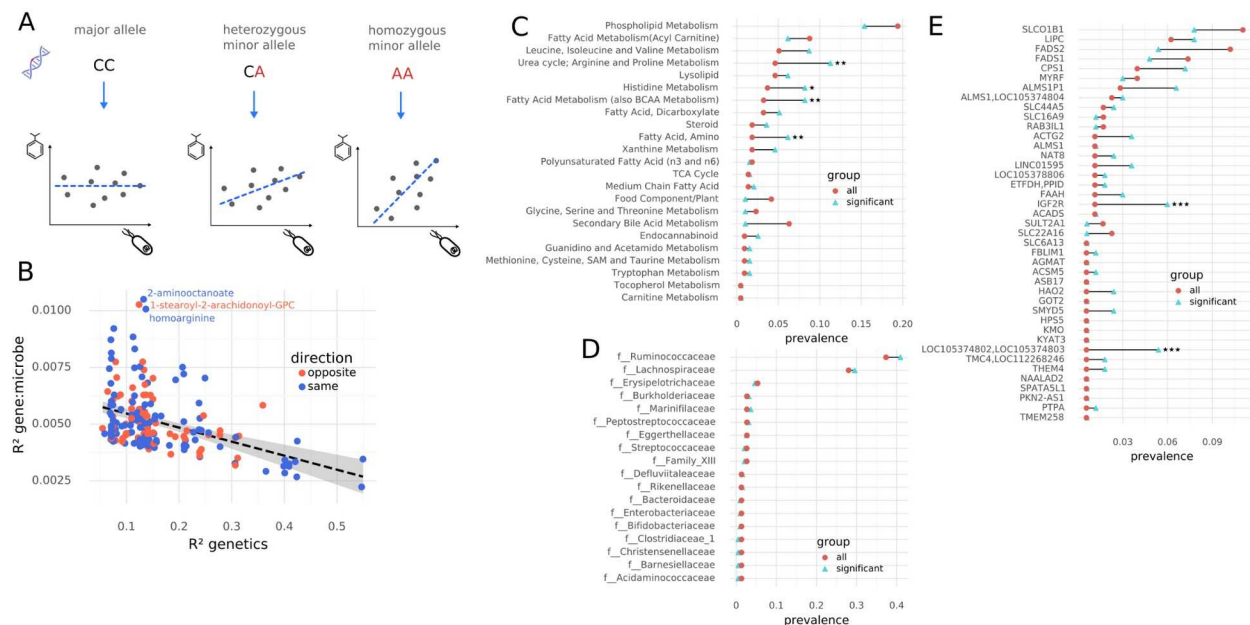 A
major allele
heterozygous
minor allele
homozygous
minor allele
CC
CA
AA
B
2-aminooctanoate
1-stearoyl-2-arachidonoyl-GPC
homoarginine
direction
opposite
same
R² gene:microbe
0.0100
0.0075
0.0050
0.0025
0.1 0.2 0.3 0.4 0.5
R² genetics
C
Phospholipid Metabolism
Fatty Acid Metabolism(Acyl Carnitine)
Leucine, Isoleucine and Valine Metabolism
Urea cycle; Arginine and Proline Metabolism
Lysolipid
Histidine Metabolism
Fatty Acid Metabolism (also BCAA Metabolism)
Fatty Acid, Dicarboxylate
Steroid
Fatty Acid, Amino
Xanthine Metabolism
Polyunsaturated Fatty Acid (n3 and n6)
TCA Cycle
Medium Chain Fatty Acid
Food Component/Plant
Glycine, Serine and Threonine Metabolism
Secondary Bile Acid Metabolism
Endocannabinoid
Guanidino and Acetamido Metabolism
Methionine, Cysteine, SAM and Taurine Metabolism
Tryptophan Metabolism
Tocopherol Metabolism
Carnitine Metabolism
★★
★
★★
★★
group
all
significant
0 0.05 0.10 0.15 0.20
prevalence
D
f__Ruminococcaceae
f__Lachnospiraceae
f__Erysipelotrichaceae
f__Burkholderiaceae
f__Marinifilaceae
f__Peptostreptococcaceae
f__Eggerthellaceae
f__Streptococcaceae
f__Family_XIII
f__Defluviitaleaceae
f__Rikenellaceae
f__Bacteroidaceae
f__Enterobacteriaceae
f__Bifidobacteriaceae
f__Clostridiaceae_1
f__Christensenellaceae
f__Barnesiellaceae
f__Acidaminococcaceae
group
all
significant
0 0.1 0.2 0.3 0.4
prevalence
E
SLCO1B1
LIPC
FADS2
FADS1
CPS1
MYRF
ALMS1P1
ALMS1,LOC105374804
SLC44A5
SLC16A9
RAB3IL1
ACTG2
ALMS1
NAT8
LINC01595
LOC105378806
ETFDH,PPID
FAAH
IGF2R
ACADS
SULT2A1
SLC22A16
SLC6A13
FBLIM1
AGMAT
ACSM5
ASB17
HAO2
GOT2
SMYD5
HPS5
KMO
KYAT3
LOC105374802,LOC105374803
TMC4,LOC112268246
THEM4
NAALAD2
SPATA5L1
PKN2-AS1
PTPA
TMEM258
★★★
★★★
group
all
significant
0.03 0.06 0.09
prevalence